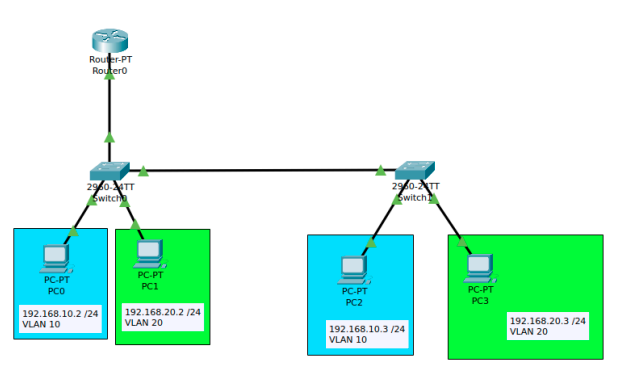 Router-PT
Router0
2960-24TT
Switch0
2960-24TT
Switch1
PC-PT
PC0
PC-PT
PC1
PC-PT
PC2
PC-PT
PC3
192.168.10.2 /24
VLAN 10
192.168.20.2 /24
VLAN 20
192.168.10.3 /24
VLAN 10
192.168.20.3 /24
VLAN 20